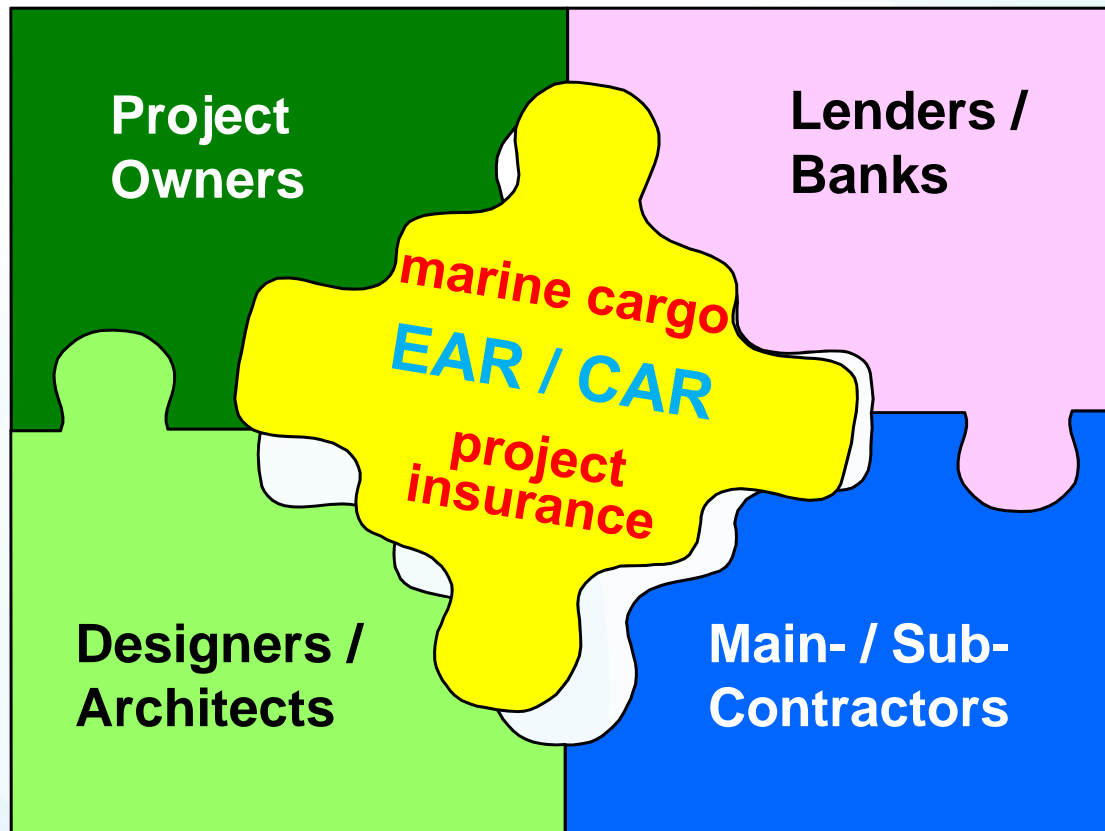 Project
Owners
Lenders /
Banks
marine cargo
EAR / CAR
project
insurance
Designers /
Architects
Main- / Sub-
Contractors